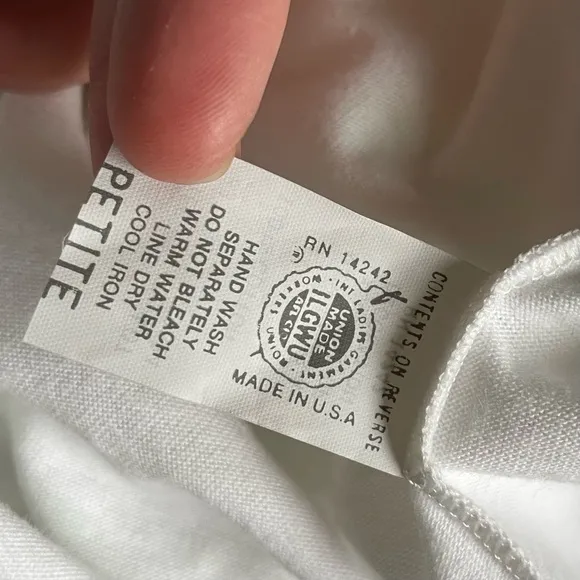 PETITE
HAND WASH
SEPARATELY
DO NOT BLEACH
WARM WATER
LINE DRY
COOL IRON
RN 14242
INT LADIES GARMENT WORKERS UNION
UNION
MADE
ILGWU
AFL-CIO
MADE IN U.S.A
CONTENTS ON REVERSE